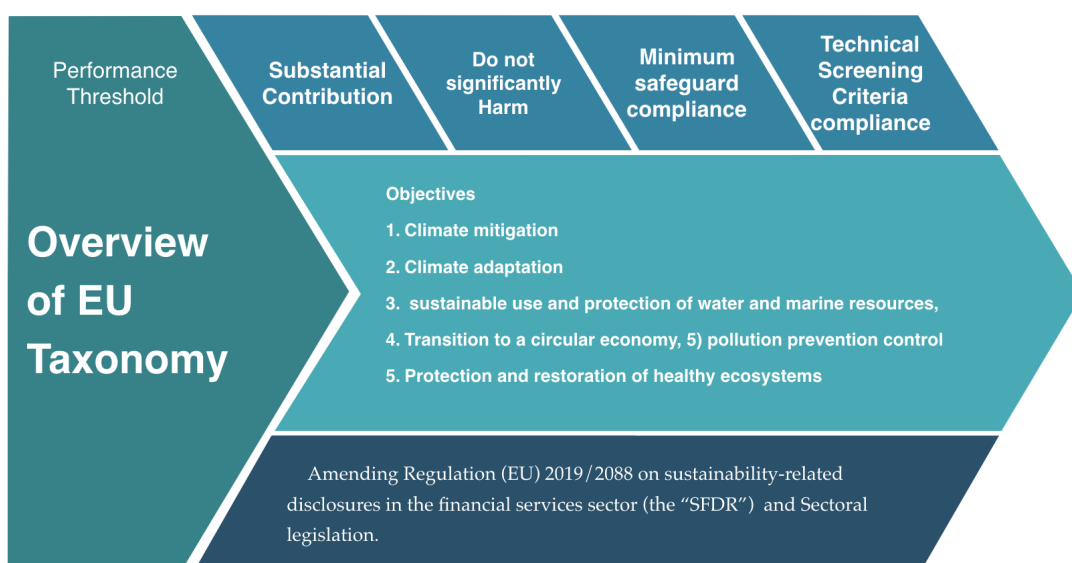 Performance
Threshold
Overview
of EU
Taxonomy
Substantial
Contribution
Do not
significantly
Harm
Minimum
safeguard
compliance
Technical
Screening
Criteria
compliance
Objectives
1. Climate mitigation
2. Climate adaptation
3. sustainable use and protection of water and marine resources,
4. Transition to a circular economy, 5) pollution prevention control
5. Protection and restoration of healthy ecosystems
Amending Regulation (EU) 2019/2088 on sustainability-related
disclosures in the financial services sector (the “SFDR”) and Sectoral
legislation.